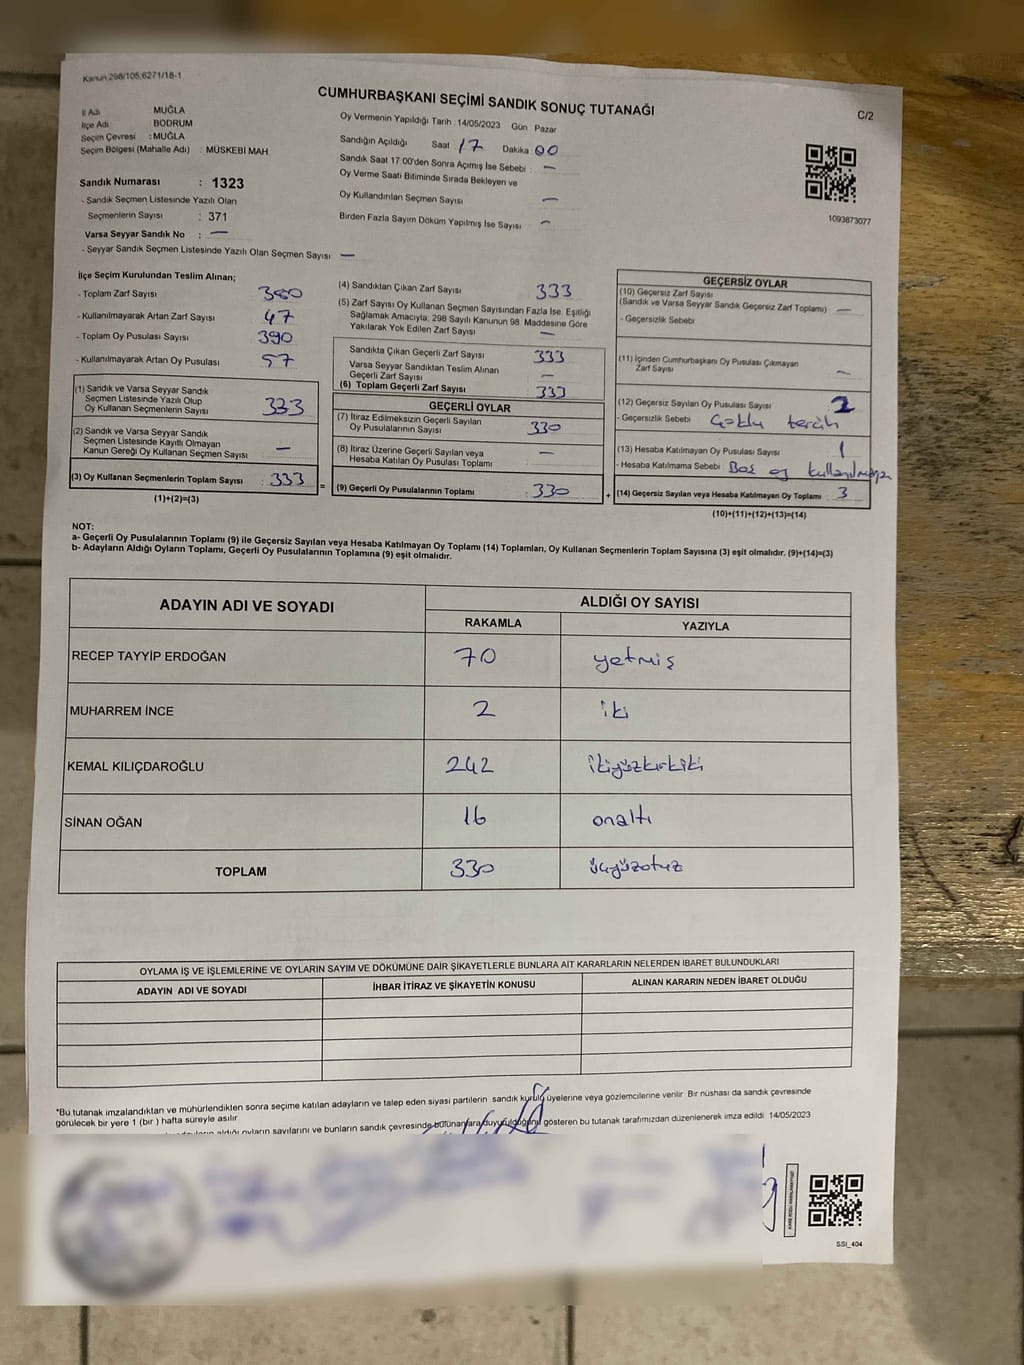 Kanun 298/105,6271/18-1
CUMHURBAŞKANI SEÇİMİ SANDIK SONUÇ TUTANAĞI
C/2
İl Adı MUĞLA
İlçe Adı BODRUM
Seçim Çevresi : MUĞLA
Seçim Bölgesi (Mahalle Adı) : MÜSKEBİ MAH.
Sandık Numarası : 1323
- Sandık Seçmen Listesinde Yazılı Olan
Seçmenlerin Sayısı : 371
Varsa Seyyar Sandık No : —
- Seyyar Sandık Seçmen Listesinde Yazılı Olan Seçmen Sayısı —
Oy Vermenin Yapıldığı Tarih : 14/05/2023 Gün Pazar
Sandığın Açıldığı Saat 17 Dakika 00
Sandık Saat 17:00'den Sonra Açımış İse Sebebi : —
Oy Verme Saati Bitiminde Sırada Bekleyen ve
Oy Kullandırılan Seçmen Sayısı —
Birden Fazla Sayım Döküm Yapılmış İse Sayısı —
1093873077
İlçe Seçim Kurulundan Teslim Alınan;
- Toplam Zarf Sayısı 380
- Kullanılmayarak Artan Zarf Sayısı 47
- Toplam Oy Pusulası Sayısı 390
- Kullanılmayarak Artan Oy Pusulası 57
(1) Sandık ve Varsa Seyyar Sandık
Seçmen Listesinde Yazılı Olup
Oy Kullanan Seçmenlerin Sayısı 333
(2) Sandık ve Varsa Seyyar Sandık
Seçmen Listesinde Kayıtlı Olmayan
Kanun Gereği Oy Kullanan Seçmen Sayısı —
(3) Oy Kullanan Seçmenlerin Toplam Sayısı : 333
(1)+(2)=(3)
(4) Sandıktan Çıkan Zarf Sayısı 333
(5) Zarf Sayısı Oy Kullanan Seçmen Sayısından Fazla İse. Eşitliği
Sağlamak Amacıyla; 298 Sayılı Kanunun 98. Maddesine Göre
Yakılarak Yok Edilen Zarf Sayısı —
Sandıkta Çıkan Geçerli Zarf Sayısı 333
Varsa Seyyar Sandıktan Teslim Alınan
Geçerli Zarf Sayısı —
(6) Toplam Geçerli Zarf Sayısı 333
GEÇERLİ OYLAR
(7) İtiraz Edilmeksizin Geçerli Sayılan
Oy Pusulalarının Sayısı 330
(8) İtiraz Üzerine Geçerli Sayılan veya
Hesaba Katılan Oy Pusulası Toplamı —
= (9) Geçerli Oy Pusulalarının Toplamı : 330 +
GEÇERSİZ OYLAR
(10) Geçersiz Zarf Sayısı
(Sandık ve Varsa Seyyar Sandık Geçersiz Zarf Toplamı) —
- Geçersizlik Sebebi
(11) İçinden Cumhurbaşkanı Oy Pusulası Çıkmayan
Zarf Sayısı —
(12) Geçersiz Sayılan Oy Pusulası Sayısı 2
- Geçersizlik Sebebi Çoklu tercih
(13) Hesaba Katılmayan Oy Pusulası Sayısı 1
- Hesaba Katılmama Sebebi Boş oy
(14) Geçersiz Sayılan veya Hesaba Katılmayan Oy Toplamı : 3
(10)+(11)+(12)+(13)=(14)
NOT:
a- Geçerli Oy Pusulalarının Toplamı (9) ile Geçersiz Sayılan veya Hesaba Katılmayan Oy Toplamı (14) Toplamları, Oy Kullanan Seçmenlerin Toplam Sayısına (3) eşit olmalıdır. (9)+(14)=(3)
b- Adayların Aldığı Oyların Toplamı, Geçerli Oy Pusulalarının Toplamına (9) eşit olmalıdır.
ADAYIN ADI VE SOYADI ALDIĞI OY SAYISI
RAKAMLA YAZIYLA
RECEP TAYYİP ERDOĞAN 70 yetmiş
MUHARREM İNCE 2 iki
KEMAL KILIÇDAROĞLU 242 ikiyüzkırkiki
SİNAN OĞAN 16 onaltı
TOPLAM 330 üçyüzotuz
OYLAMA İŞ VE İŞLEMLERİNE VE OYLARIN SAYIM VE DÖKÜMÜNE DAİR ŞİKAYETLERLE BUNLARA AİT KARARLARIN NELERDEN İBARET BULUNDUKLARI
ADAYIN ADI VE SOYADI İHBAR İTİRAZ VE ŞİKAYETİN KONUSU ALINAN KARARIN NEDEN İBARET OLDUĞU
*Bu tutanak imzalandıktan ve mühürlendikten sonra seçime katılan adayların ve talep eden siyasi partilerin sandık kurulu üyelerine veya gözlemcilerine verilir. Bir nüshası da sandık çevresinde
görülecek bir yere 1 (bir ) hafta süreyle asılır.
aldığı oyların sayılarını ve bunların sandık çevresinde bulunanlara duyurulduğunu gösteren bu tutanak tarafımızdan düzenlenerek imza edildi 14/05/2023
SSI_404